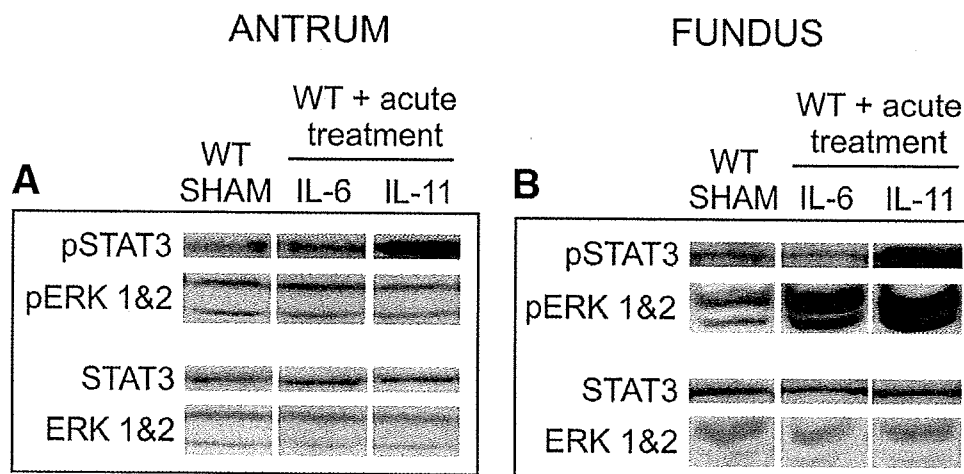 ANTRUM
WT + acute
treatment
WT
A
SHAM IL-6 IL-11
pSTAT3
pERK 1&2
STAT3
ERK 1&2
FUNDUS
WT + acute
treatment
WT
B
SHAM IL-6 IL-11
pSTAT3
pERK 1&2
STAT3
ERK 1&2